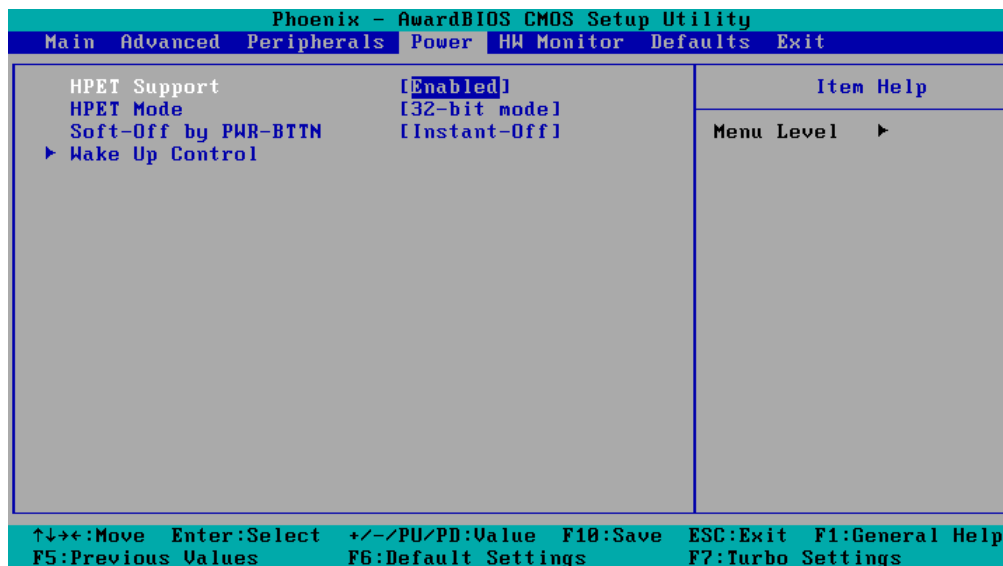 Phoenix - AwardBIOS CMOS Setup Utility
Main Advanced Peripherals Power HW Monitor Defaults Exit
HPET Support [Enabled]
HPET Mode [32-bit mode]
Soft-Off by PWR-BTTN [Instant-Off]
► Wake Up Control
Item Help
Menu Level ►
↑↓→←:Move Enter:Select +/-/PU/PD:Value F10:Save ESC:Exit F1:General Help
F5:Previous Values F6:Default Settings F7:Turbo Settings